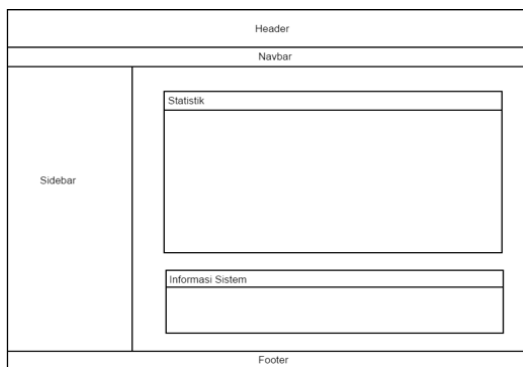 Header
Navbar
Statistik
Sidebar
Informasi Sistem
Footer